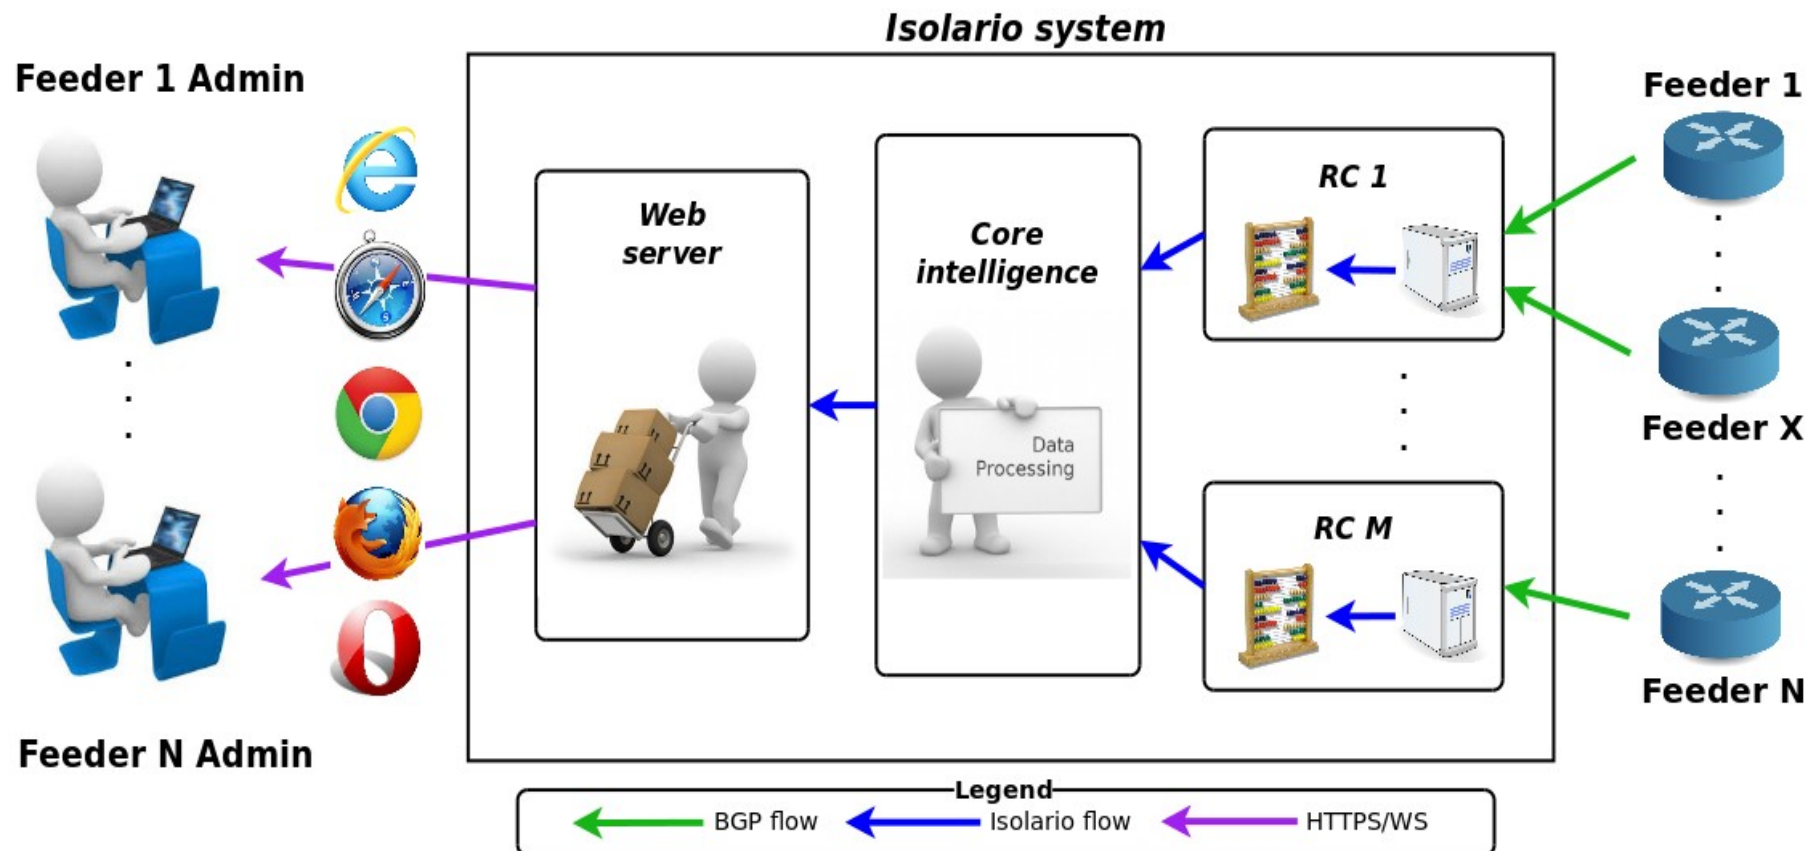 Isolario system
Feeder 1 Admin
Feeder 1
RC 1
Web
server
Core
intelligence
Feeder X
Data
Processing
RC M
Feeder N
Feeder N Admin
Legend
BGP flow
Isolario flow
HTTPS/WS